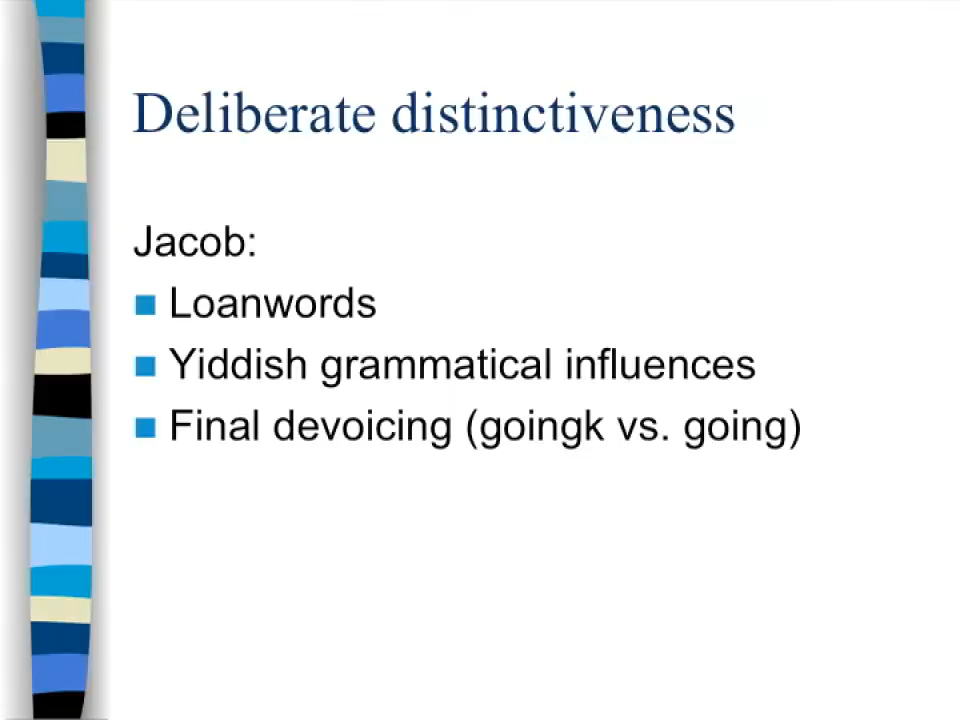 Deliberate distinctiveness
Jacob:
Loanwords
Yiddish grammatical influences
Final devoicing (goingk vs. going)